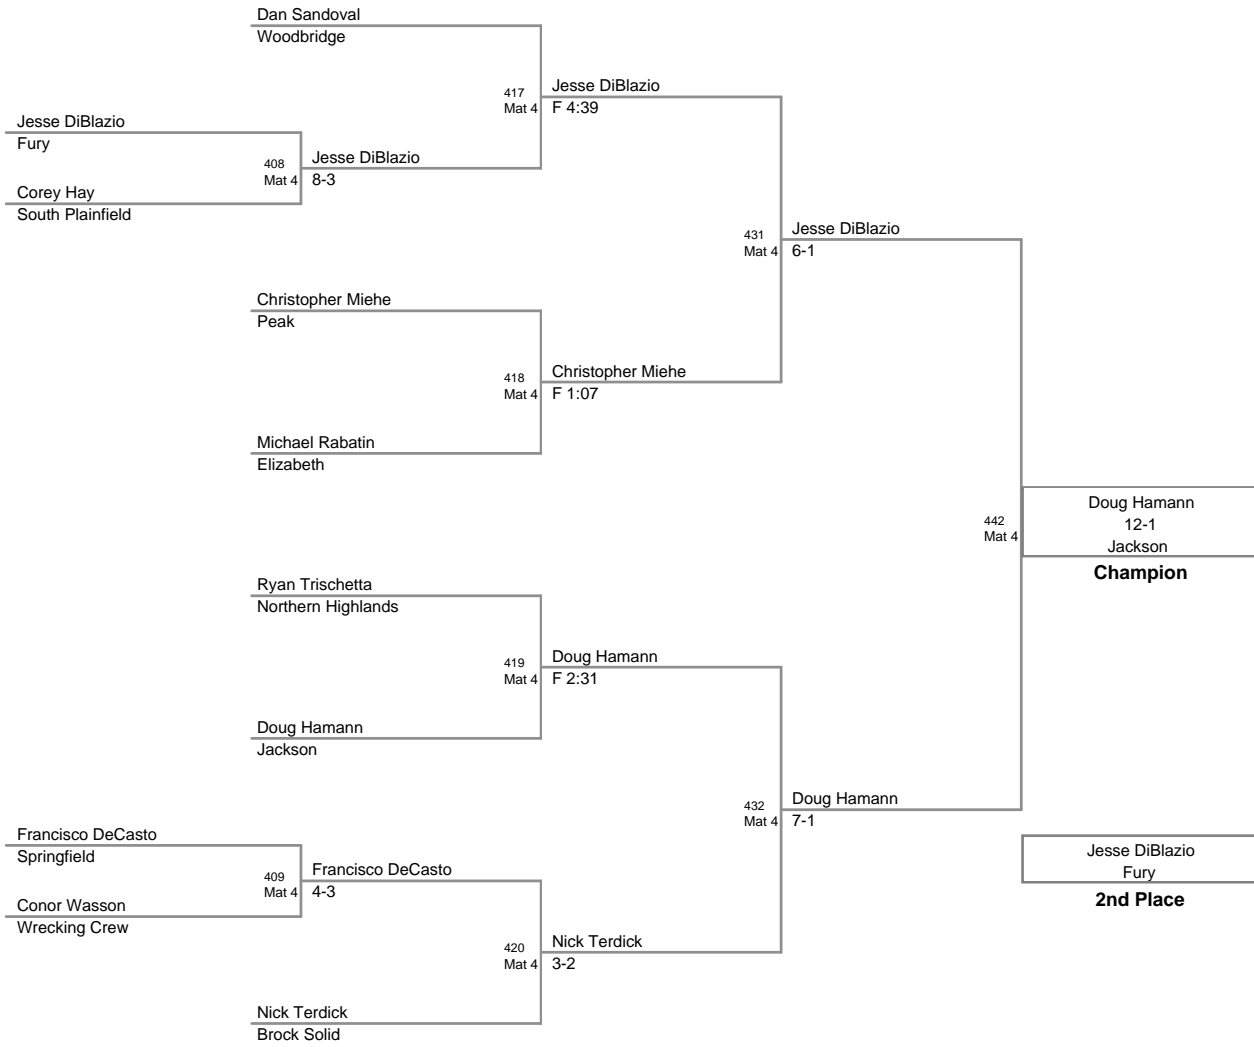 Dan Sandoval
Woodbridge
417
Mat 4
Jesse DiBlazio
F 4:39
Jesse DiBlazio
Fury
408
Mat 4
Jesse DiBlazio
8-3
Corey Hay
South Plainfield
431
Mat 4
Jesse DiBlazio
6-1
Christopher Miehe
Peak
418
Mat 4
Christopher Miehe
F 1:07
Michael Rabatin
Elizabeth
442
Mat 4
Doug Hamann
12-1
Jackson
Champion
Ryan Trischetta
Northern Highlands
419
Mat 4
Doug Hamann
F 2:31
Doug Hamann
Jackson
432
Mat 4
Doug Hamann
7-1
Francisco DeCasto
Springfield
409
Mat 4
Francisco DeCasto
4-3
Conor Wasson
Wrecking Crew
420
Mat 4
Nick Terdick
3-2
Nick Terdick
Brock Solid
Jesse DiBlazio
Fury
2nd Place